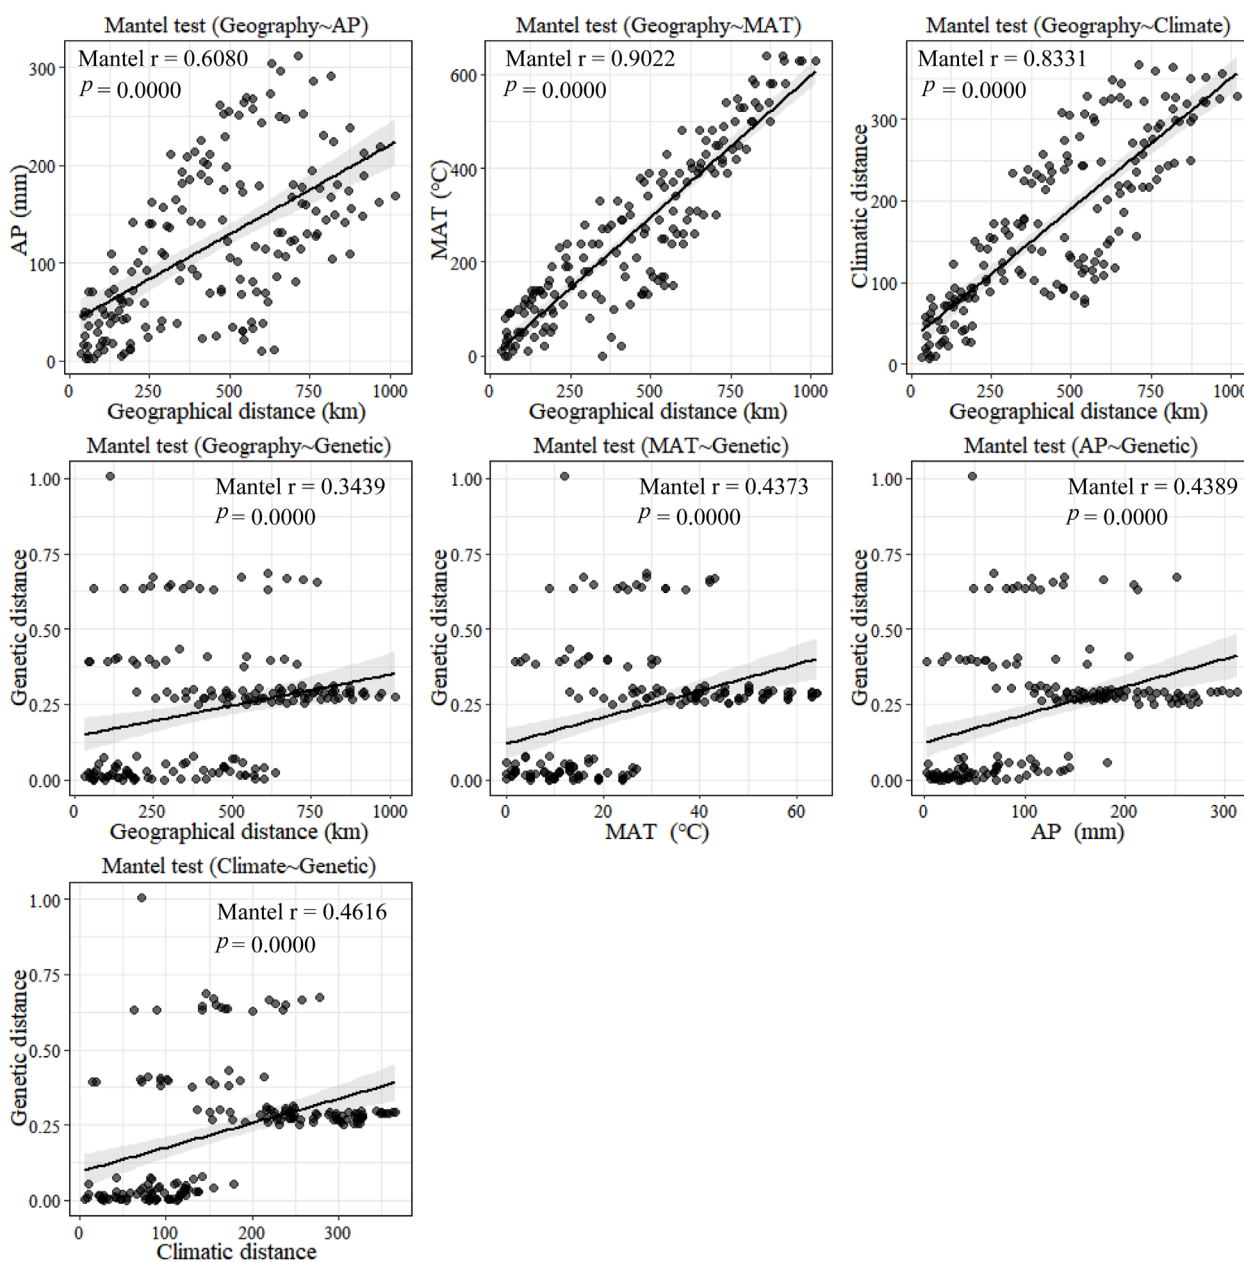 Mantel test (Geography~AP)
Mantel r = 0.6080
p = 0.0000
AP (mm)
300
200
100
0
0 250 500 750 1000
Geographical distance (km)
Mantel test (Geography~MAT)
Mantel r = 0.9022
p = 0.0000
MAT (°C)
600
400
200
0
0 250 500 750 1000
Geographical distance (km)
Mantel test (Geography~Climate)
Mantel r = 0.8331
p = 0.0000
Climatic distance
300
200
100
0
0 250 500 750 1000
Geographical distance (km)
Mantel test (Geography~Genetic)
Mantel r = 0.3439
p = 0.0000
Genetic distance
1.00
0.75
0.50
0.25
0.00
0 250 500 750 1000
Geographical distance (km)
Mantel test (MAT~Genetic)
Mantel r = 0.4373
p = 0.0000
Genetic distance
1.00
0.75
0.50
0.25
0.00
0 20 40 60
MAT (°C)
Mantel test (AP~Genetic)
Mantel r = 0.4389
p = 0.0000
Genetic distance
1.00
0.75
0.50
0.25
0.00
0 100 200 300
AP (mm)
Mantel test (Climate~Genetic)
Mantel r = 0.4616
p = 0.0000
Genetic distance
1.00
0.75
0.50
0.25
0.00
0 100 200 300
Climatic distance